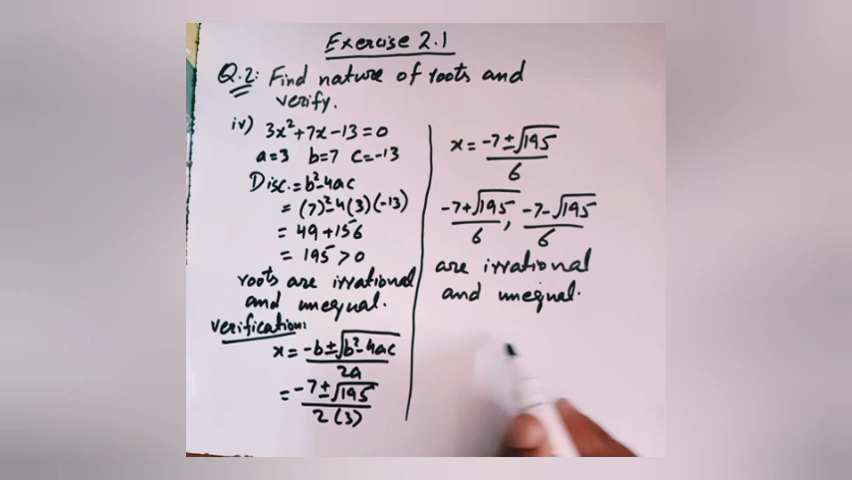 Exercise 2.1
Q.2: Find nature of roots and
verify.
iv) 3x²+7x-13=0
a=3 b=7 c=-13
Disc.= b²-4ac
= (7)²-4(3)(-13)
= 49+156
= 195>0
roots are irrational
and unequal.
verification:
x = -b±√b²-4ac / 2a
= -7±√195 / 2(3)
x = -7±√195 / 6
-7+√195 / 6 , -7-√195 / 6
are irrational
and unequal.